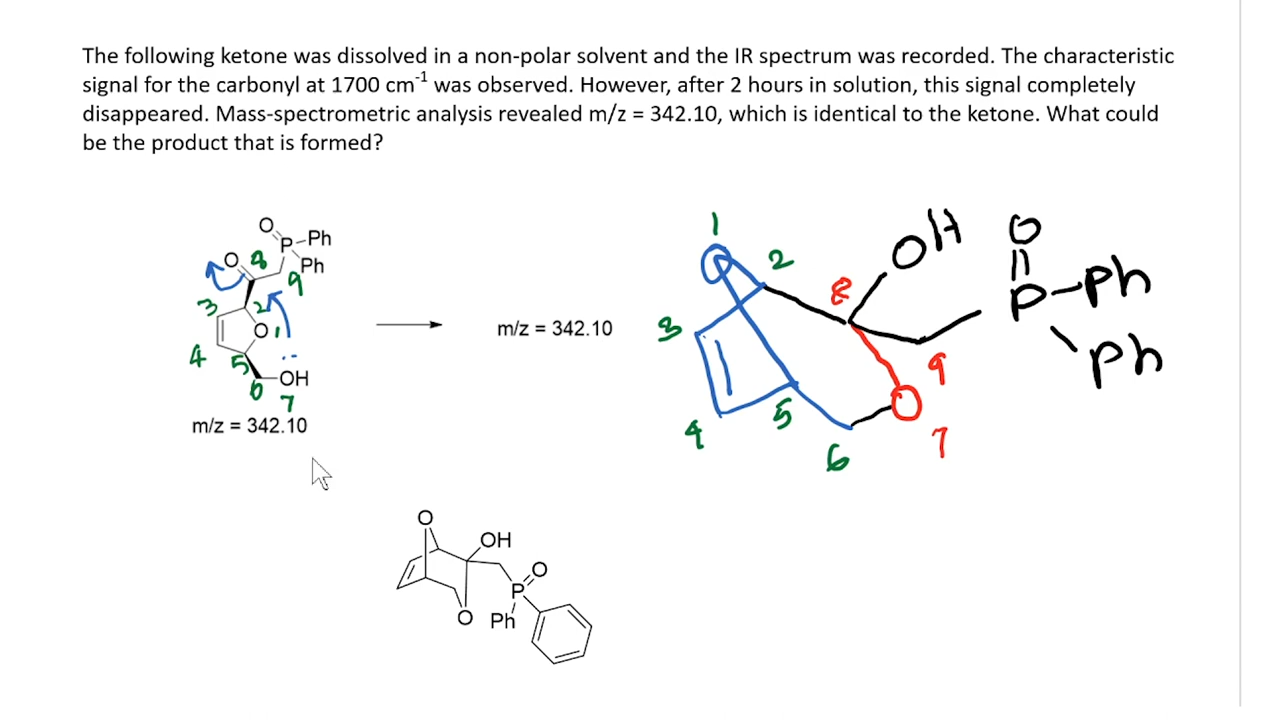 The following ketone was dissolved in a non-polar solvent and the IR spectrum was recorded. The characteristic
signal for the carbonyl at 1700 cm⁻¹ was observed. However, after 2 hours in solution, this signal completely
disappeared. Mass-spectrometric analysis revealed m/z = 342.10, which is identical to the ketone. What could
be the product that is formed?
O
P-Ph
Ph
O
8
9
3
2
O
1
4
5
6
OH
7
m/z = 342.10
m/z = 342.10
1
2
3
4
5
6
8
OH
O
P-Ph
Ph
9
O
7
O
OH
O
P
O
Ph